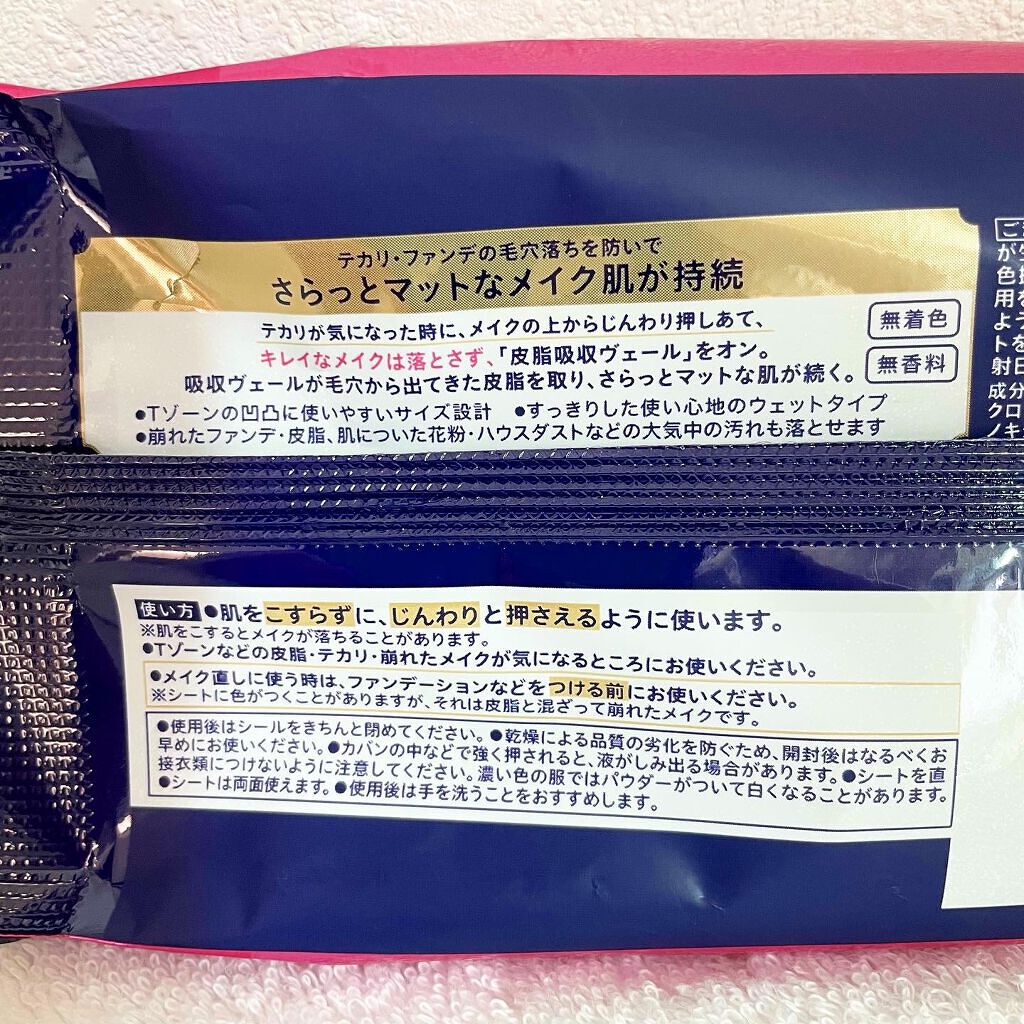 テカリ・ファンデの毛穴落ちを防いで
さらっとマットなメイク肌が持続
テカリが気になった時に、メイクの上からじんわり押しあて、
キレイなメイクは落とさず、「皮脂吸収ヴェール」をオン。
吸収ヴェールが毛穴から出てきた皮脂を取り、さらっとマットな肌が続く。
●Tゾーンの凹凸に使いやすいサイズ設計 ●すっきりした使い心地のウェットタイプ
●崩れたファンデ・皮脂、肌についた花粉・ハウスダストなどの大気中の汚れも落とせます
無着色
無香料
使い方 ●肌をこすらずに、じんわりと押さえるように使います。
※肌をこするとメイクが落ちることがあります。
●Tゾーンなどの皮脂・テカリ・崩れたメイクが気になるところにお使いください。
●メイク直しに使う時は、ファンデーションなどをつける前にお使いください。
※シートに色がつくことがありますが、それは皮脂と混ざって崩れたメイクです。
●使用後はシールをきちんと閉めてください。●乾燥による品質の劣化を防ぐため、開封後はなるべくお
早めにお使いください。●カバンの中などで強く押されると、液がしみ出る場合があります。●シートを直
接衣類につけないように注意してください。濃い色の服ではパウダーがついて白くなることがあります。
●シートは両面使えます。●使用後は手を洗うことをおすすめします。
色
用を
よう
トを
射日
成分
クロ
ノキ